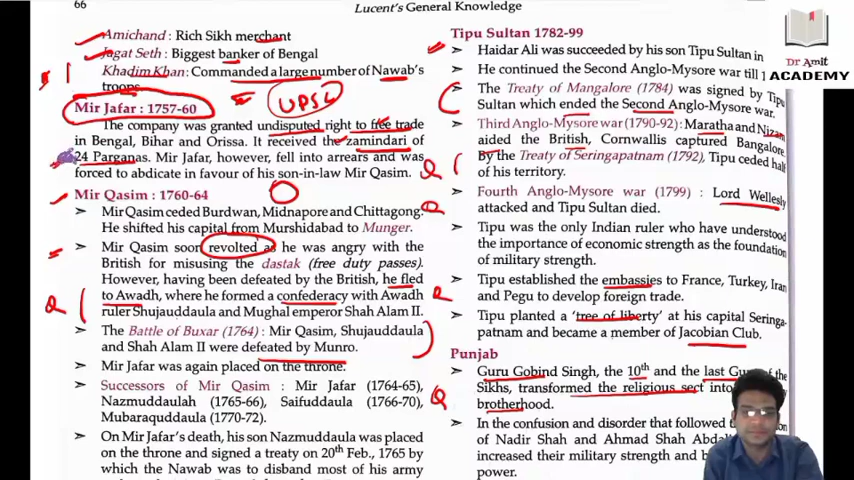 66
Lucent's General Knowledge
Amichand : Rich Sikh merchant
Jagat Seth : Biggest banker of Bengal
Khadim Khan : Commanded a large number of Nawab's
troops.
UPSC
Mir Jafar : 1757-60
The company was granted undisputed right to free trade
in Bengal, Bihar and Orissa. It received the zamindari of
24 Parganas. Mir Jafar, however, fell into arrears and was
forced to abdicate in favour of his son-in-law Mir Qasim.
Mir Qasim : 1760-64
➤ Mir Qasim ceded Burdwan, Midnapore and Chittagong.
He shifted his capital from Murshidabad to Munger.
➤ Mir Qasim soon revolted as he was angry with the
British for misusing the dastak (free duty passes).
However, having been defeated by the British, he fled
to Awadh, where he formed a confederacy with Awadh
ruler Shujauddaula and Mughal emperor Shah Alam II.
➤ The Battle of Buxar (1764) : Mir Qasim, Shujauddaula
and Shah Alam II were defeated by Munro.
➤ Mir Jafar was again placed on the throne.
➤ Successors of Mir Qasim : Mir Jafar (1764-65),
Nazmuddaulah (1765-66), Saifuddaula (1766-70),
Mubaraquddaula (1770-72).
➤ On Mir Jafar's death, his son Nazmuddaula was placed
on the throne and signed a treaty on 20th Feb., 1765 by
which the Nawab was to disband most of his army
Tipu Sultan 1782-99
➤ Haidar Ali was succeeded by his son Tipu Sultan in
➤ He continued the Second Anglo-Mysore war till 1
➤ The Treaty of Mangalore (1784) was signed by Tipu
Sultan which ended the Second Anglo-Mysore war.
➤ Third Anglo-Mysore war (1790-92) : Maratha and Nizam
aided the British, Cornwallis captured Bangalore.
By the Treaty of Seringapatnam (1792), Tipu ceded half
of his territory.
➤ Fourth Anglo-Mysore war (1799) : Lord Wellesly
attacked and Tipu Sultan died.
➤ Tipu was the only Indian ruler who have understood
the importance of economic strength as the foundation
of military strength.
➤ Tipu established the embassies to France, Turkey, Iran
and Pegu to develop foreign trade.
➤ Tipu planted a 'tree of liberty' at his capital Seringa-
patnam and became a member of Jacobian Club.
Punjab
➤ Guru Gobind Singh, the 10th and the last Guru of the
Sikhs, transformed the religious sect into
brotherhood.
➤ In the confusion and disorder that followed
of Nadir Shah and Ahmad Shah
increased their military strength and
power.
Dr Amit
ACADEMY